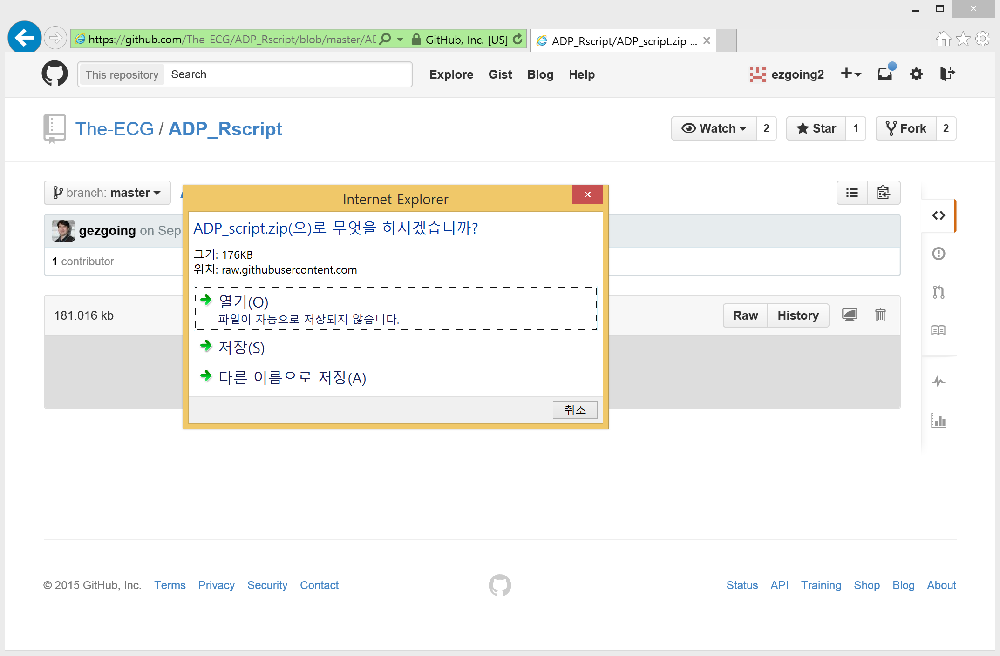 https://github.com/The-ECG/ADP_Rscript/blob/master/AD
GitHub, Inc. [US]
ADP_Rscript/ADP_script.zip ...
This repository
Search
Explore
Gist
Blog
Help
ezgoing2
The-ECG / ADP_Rscript
Watch
2
Star
1
Fork
2
branch: master
Internet Explorer
ADP_script.zip(으)로 무엇을 하시겠습니까?
크기: 176KB
위치: raw.githubusercontent.com
열기(O)
파일이 자동으로 저장되지 않습니다.
저장(S)
다른 이름으로 저장(A)
취소
gezgoing on Sep
1 contributor
181.016 kb
Raw
History
© 2015 GitHub, Inc.
Terms
Privacy
Security
Contact
Status
API
Training
Shop
Blog
About